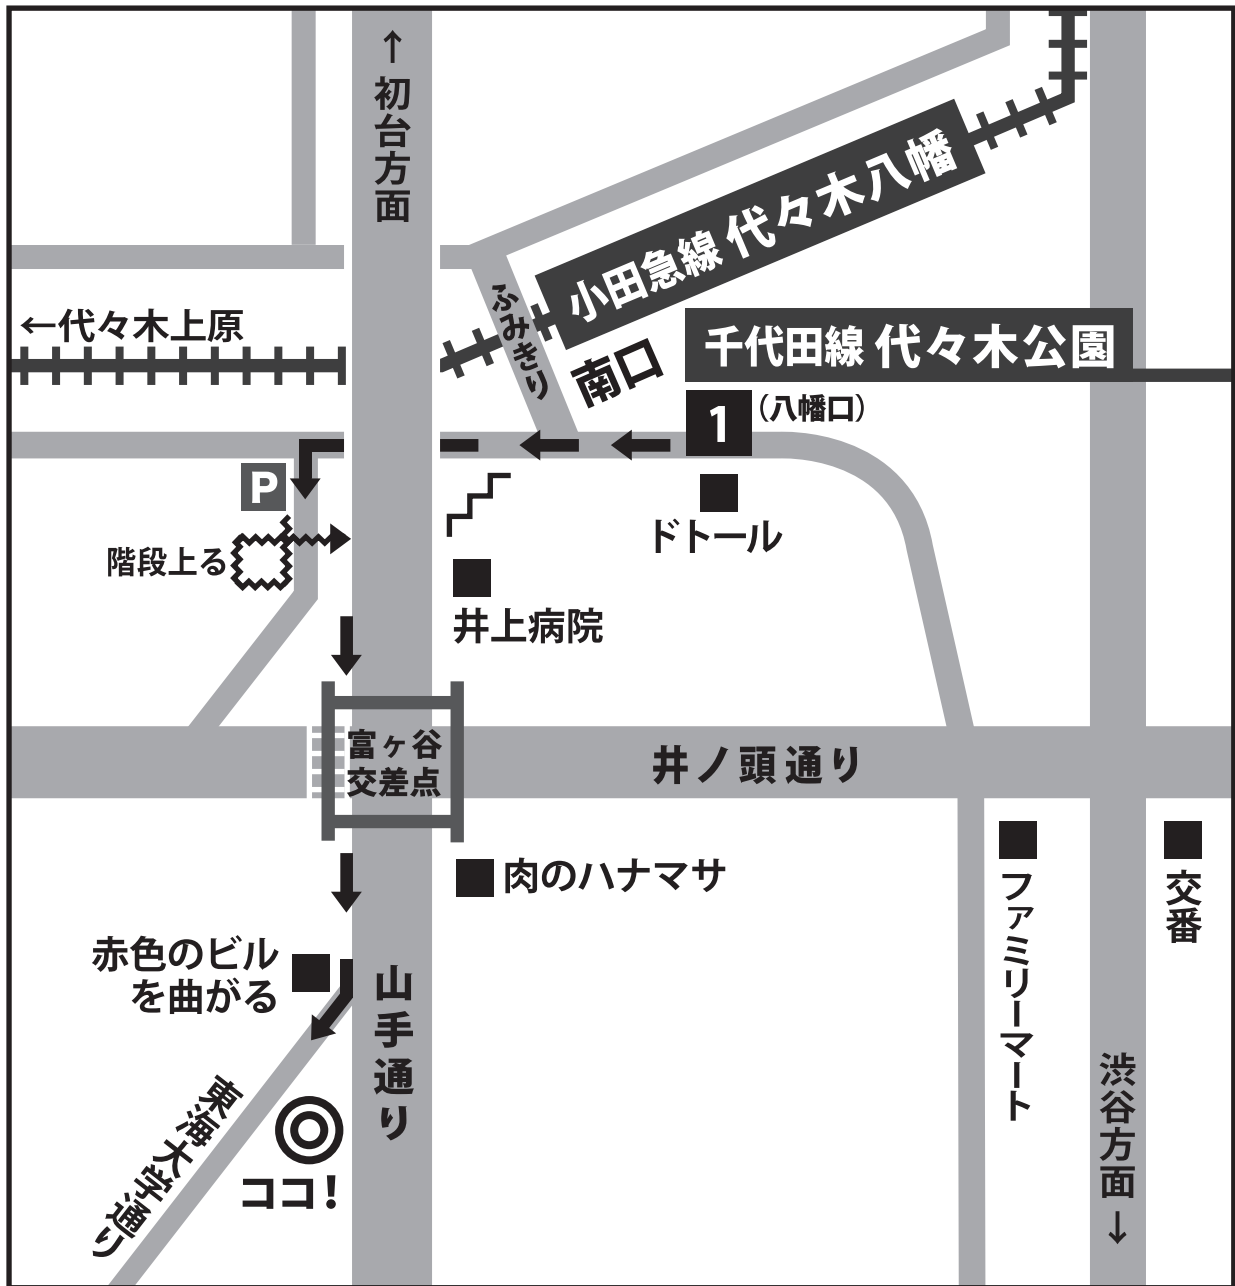 ↑初台方面
小田急線 代々木八幡
ふみきり
←代々木上原
千代田線 代々木公園
南口
1
(八幡口)
P
ドトール
階段上る
井上病院
富ヶ谷
交差点
井ノ頭通り
肉のハナマサ
ファミリーマート
交番
赤色のビル
を曲がる
山手通り
渋谷方面↓
東海大学通り
ココ!